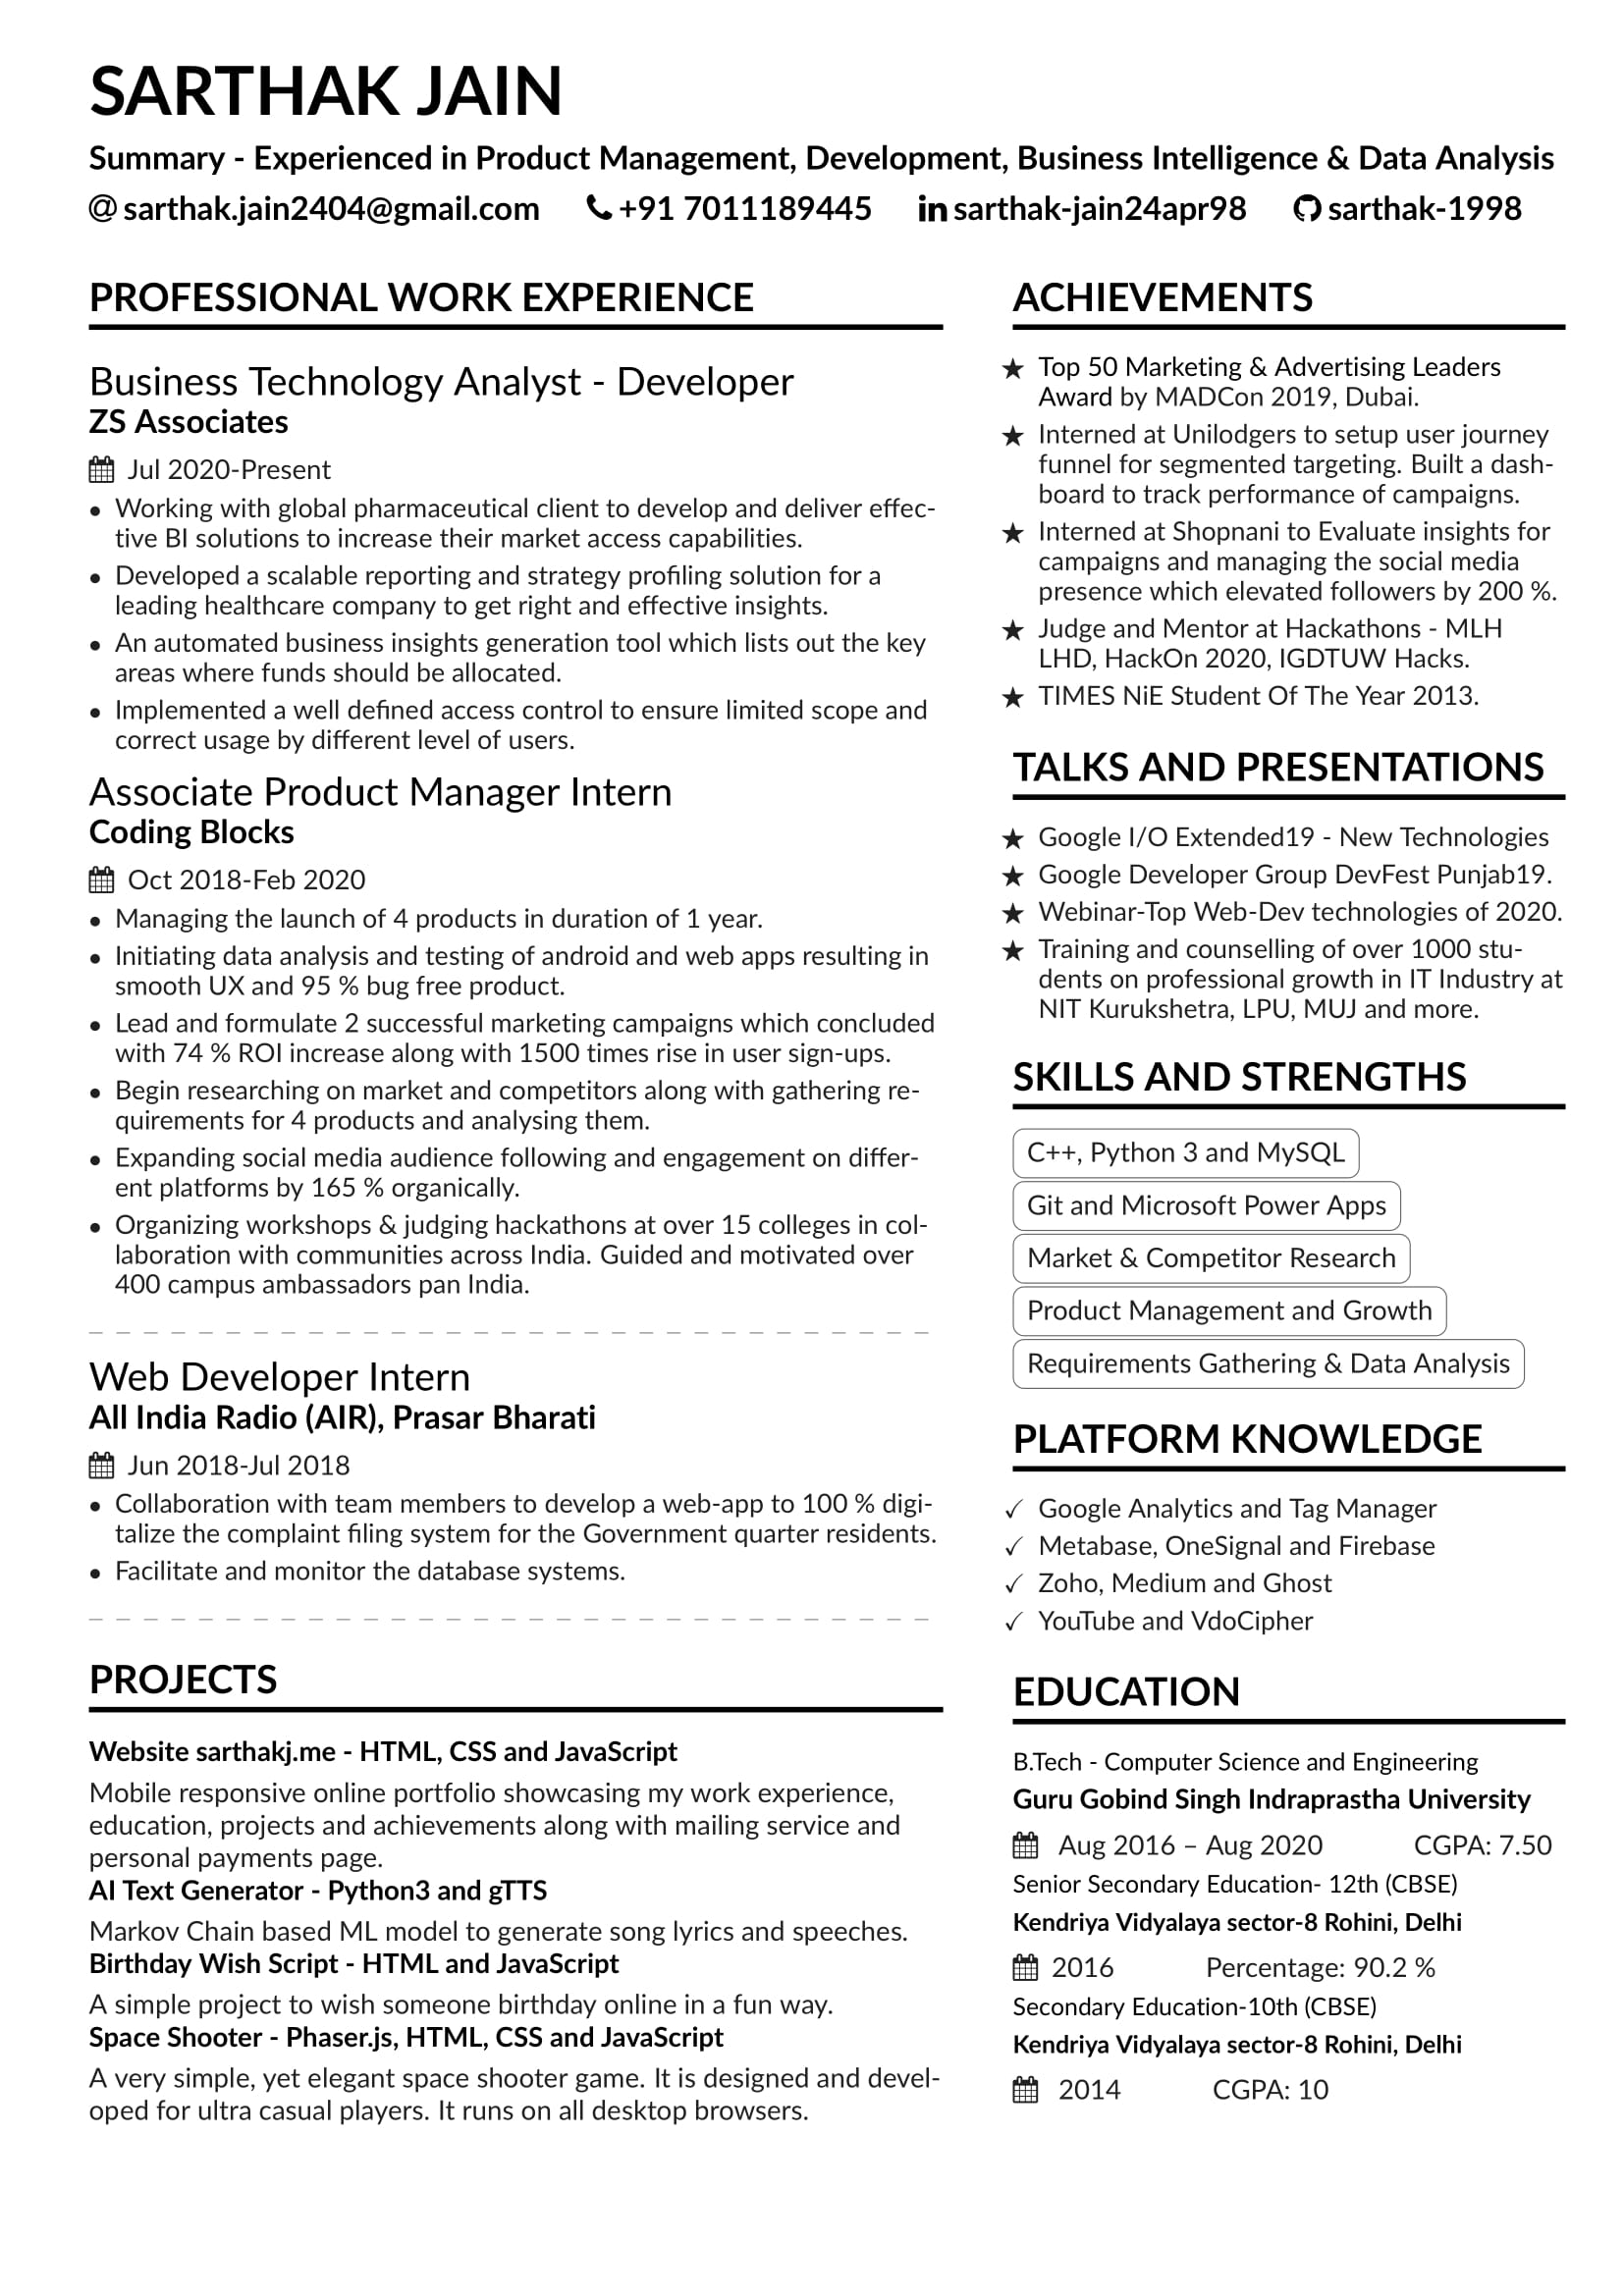 SARTHAK JAIN
Summary - Experienced in Product Management, Development, Business Intelligence & Data Analysis
@ sarthak.jain2404@gmail.com +91 7011189445 in sarthak-jain24apr98 sarthak-1998
PROFESSIONAL WORK EXPERIENCE
Business Technology Analyst - Developer
ZS Associates
Jul 2020-Present
• Working with global pharmaceutical client to develop and deliver effec-
tive BI solutions to increase their market access capabilities.
• Developed a scalable reporting and strategy profiling solution for a
leading healthcare company to get right and effective insights.
• An automated business insights generation tool which lists out the key
areas where funds should be allocated.
• Implemented a well defined access control to ensure limited scope and
correct usage by different level of users.
Associate Product Manager Intern
Coding Blocks
Oct 2018-Feb 2020
• Managing the launch of 4 products in duration of 1 year.
• Initiating data analysis and testing of android and web apps resulting in
smooth UX and 95 % bug free product.
• Lead and formulate 2 successful marketing campaigns which concluded
with 74 % ROI increase along with 1500 times rise in user sign-ups.
• Begin researching on market and competitors along with gathering re-
quirements for 4 products and analysing them.
• Expanding social media audience following and engagement on differ-
ent platforms by 165 % organically.
• Organizing workshops & judging hackathons at over 15 colleges in col-
laboration with communities across India. Guided and motivated over
400 campus ambassadors pan India.
Web Developer Intern
All India Radio (AIR), Prasar Bharati
Jun 2018-Jul 2018
• Collaboration with team members to develop a web-app to 100 % digi-
talize the complaint filing system for the Government quarter residents.
• Facilitate and monitor the database systems.
PROJECTS
Website sarthakj.me - HTML, CSS and JavaScript
Mobile responsive online portfolio showcasing my work experience,
education, projects and achievements along with mailing service and
personal payments page.
AI Text Generator - Python3 and gTTS
Markov Chain based ML model to generate song lyrics and speeches.
Birthday Wish Script - HTML and JavaScript
A simple project to wish someone birthday online in a fun way.
Space Shooter - Phaser.js, HTML, CSS and JavaScript
A very simple, yet elegant space shooter game. It is designed and devel-
oped for ultra casual players. It runs on all desktop browsers.
ACHIEVEMENTS
★ Top 50 Marketing & Advertising Leaders
Award by MADCon 2019, Dubai.
★ Interned at Unilodgers to setup user journey
funnel for segmented targeting. Built a dash-
board to track performance of campaigns.
★ Interned at Shopnani to Evaluate insights for
campaigns and managing the social media
presence which elevated followers by 200 %.
★ Judge and Mentor at Hackathons - MLH
LHD, HackOn 2020, IGDTUW Hacks.
★ TIMES NiE Student Of The Year 2013.
TALKS AND PRESENTATIONS
★ Google I/O Extended19 - New Technologies
★ Google Developer Group DevFest Punjab19.
★ Webinar-Top Web-Dev technologies of 2020.
★ Training and counselling of over 1000 stu-
dents on professional growth in IT Industry at
NIT Kurukshetra, LPU, MUJ and more.
SKILLS AND STRENGTHS
C++, Python 3 and MySQL
Git and Microsoft Power Apps
Market & Competitor Research
Product Management and Growth
Requirements Gathering & Data Analysis
PLATFORM KNOWLEDGE
✓ Google Analytics and Tag Manager
✓ Metabase, OneSignal and Firebase
✓ Zoho, Medium and Ghost
✓ YouTube and VdoCipher
EDUCATION
B.Tech - Computer Science and Engineering
Guru Gobind Singh Indraprastha University
Aug 2016 – Aug 2020 CGPA: 7.50
Senior Secondary Education- 12th (CBSE)
Kendriya Vidyalaya sector-8 Rohini, Delhi
2016 Percentage: 90.2 %
Secondary Education-10th (CBSE)
Kendriya Vidyalaya sector-8 Rohini, Delhi
2014 CGPA: 10